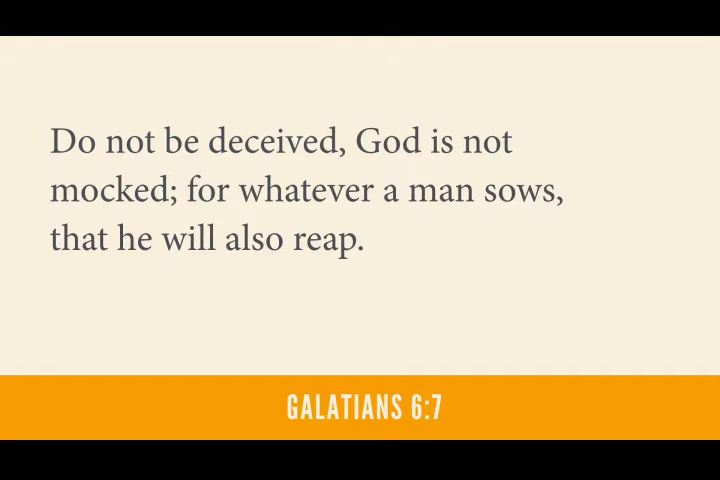 Do not be deceived, God is not
mocked; for whatever a man sows,
that he will also reap.
GALATIANS 6:7